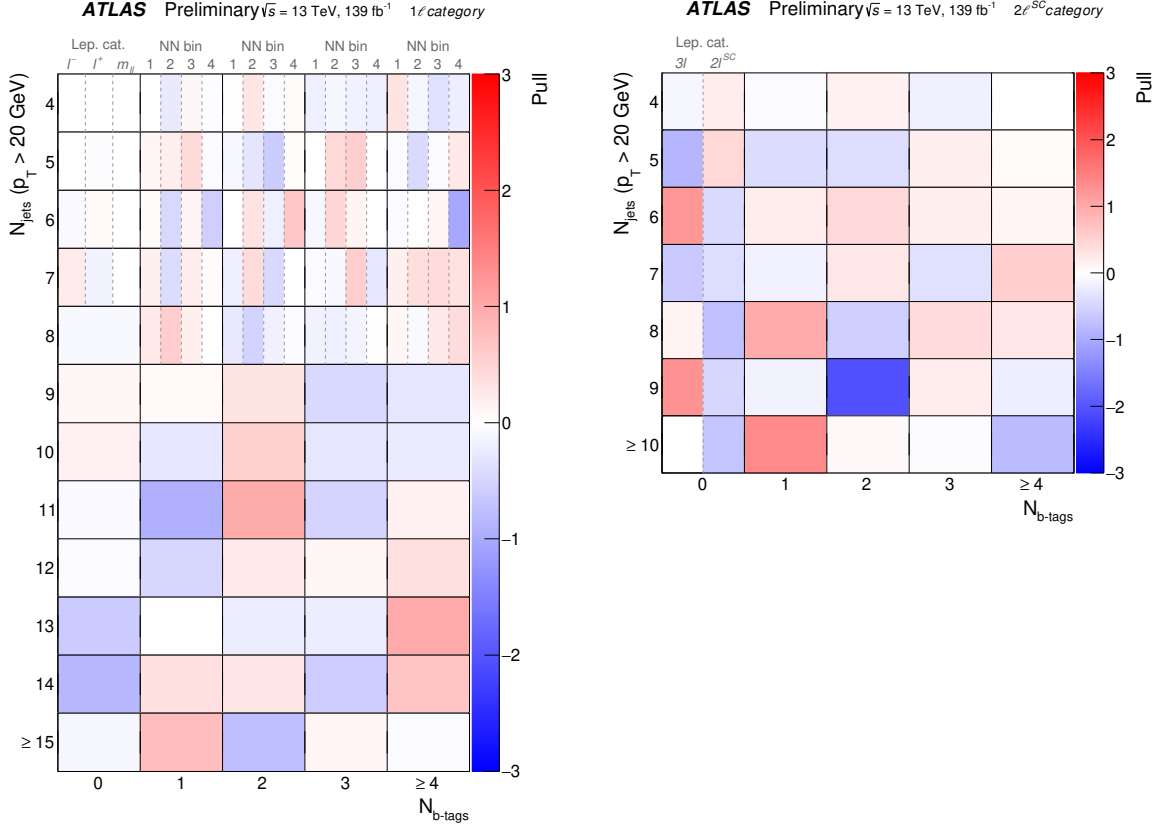 ATLAS Preliminary √s = 13 TeV, 139 fb⁻¹ 1ℓ category
Lep. cat. NN bin NN bin NN bin NN bin
l⁻ l⁺ m_ll 1 2 3 4 1 2 3 4 1 2 3 4 1 2 3 4
N_jets (p_T > 20 GeV)
4
5
6
7
8
9
10
11
12
13
14
≥ 15
0 1 2 3 ≥ 4
N_b-tags
Pull
3
2
1
0
−1
−2
−3
ATLAS Preliminary √s = 13 TeV, 139 fb⁻¹ 2ℓ^SC category
Lep. cat.
3l 2l^SC
N_jets (p_T > 20 GeV)
4
5
6
7
8
9
≥ 10
0 1 2 3 ≥ 4
N_b-tags
Pull
3
2
1
0
−1
−2
−3